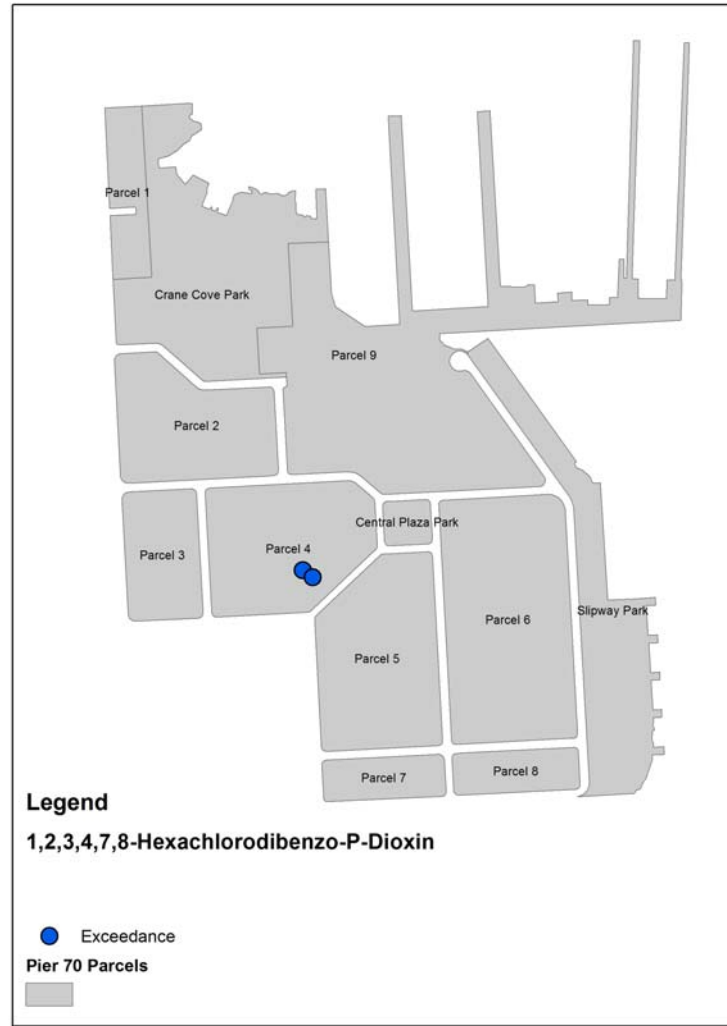 Parcel 1
Crane Cove Park
Parcel 9
Parcel 2
Central Plaza Park
Parcel 3
Parcel 4
Slipway Park
Parcel 6
Parcel 5
Parcel 7
Parcel 8
Legend
1,2,3,4,7,8-Hexachlorodibenzo-P-Dioxin
Exceedance
Pier 70 Parcels